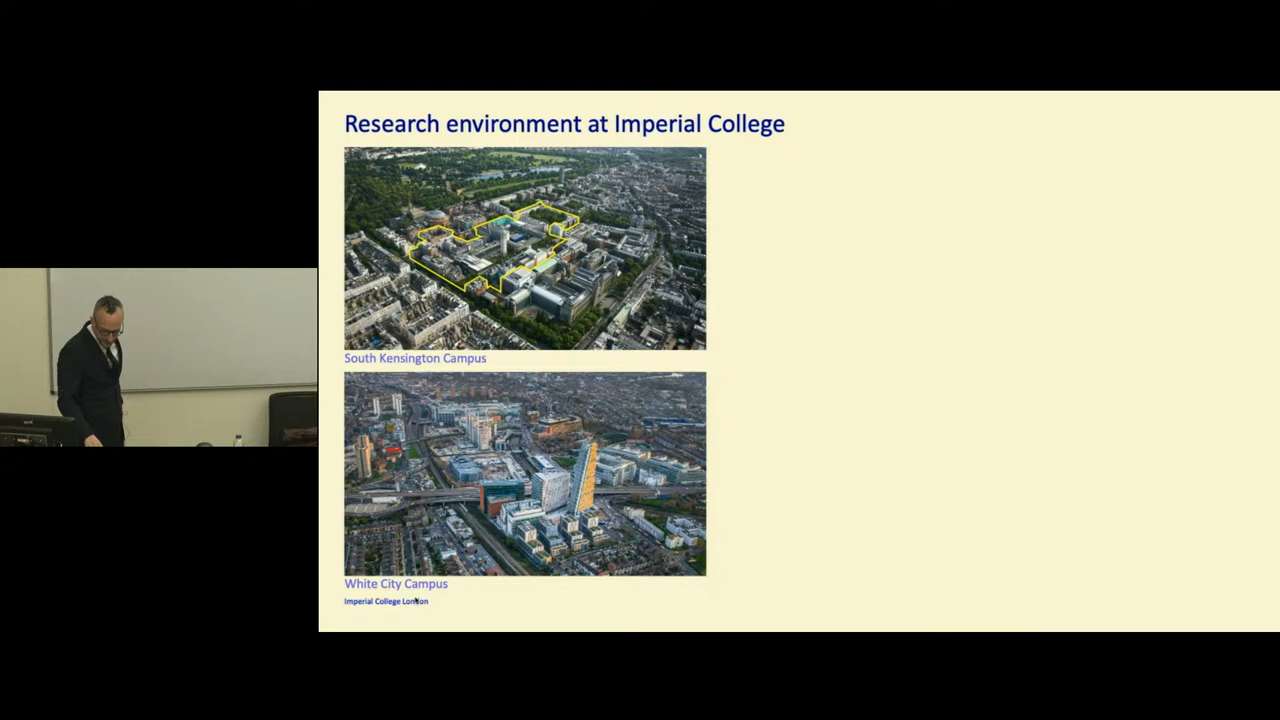 Research environment at Imperial College
South Kensington Campus
White City Campus
Imperial College London